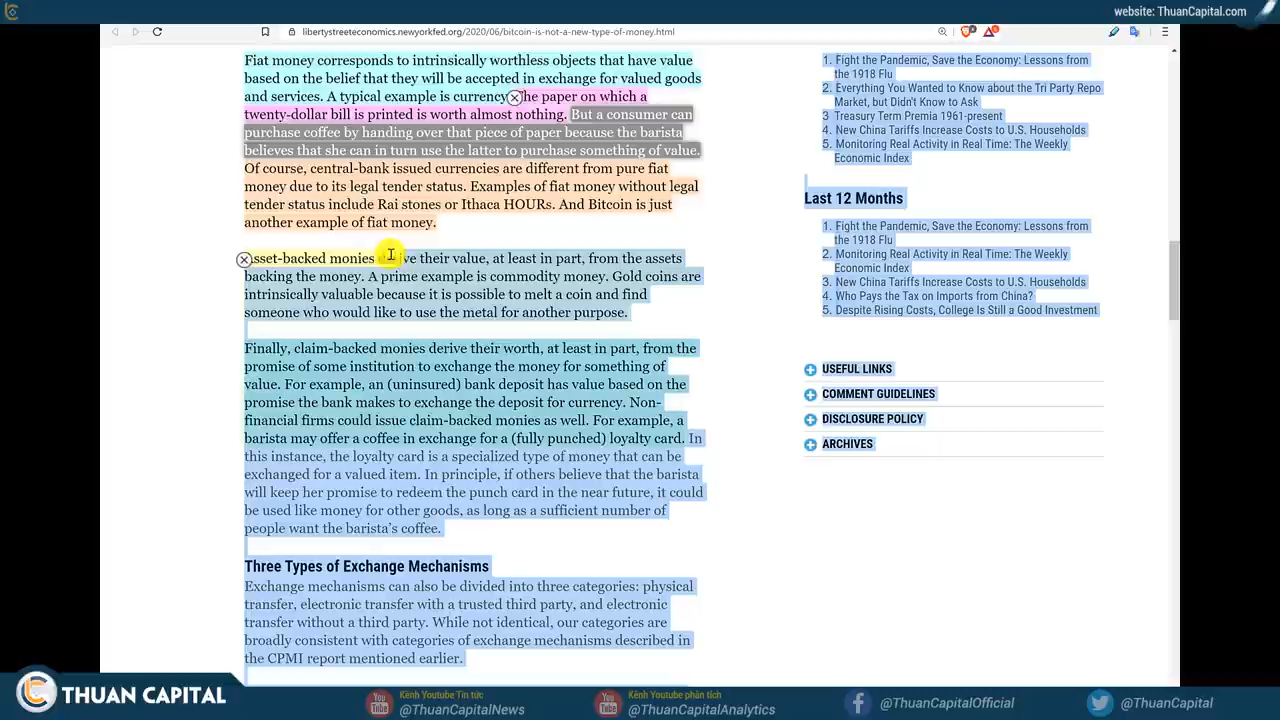 website: ThuanCapital.com
libertystreeteconomics.newyorkfed.org/2020/06/bitcoin-is-not-a-new-type-of-money.html
Fiat money corresponds to intrinsically worthless objects that have value
based on the belief that they will be accepted in exchange for valued goods
and services. A typical example is currency. The paper on which a
twenty-dollar bill is printed is worth almost nothing. But a consumer can
purchase coffee by handing over that piece of paper because the barista
believes that she can in turn use the latter to purchase something of value.
Of course, central-bank issued currencies are different from pure fiat
money due to its legal tender status. Examples of fiat money without legal
tender status include Rai stones or Ithaca HOURs. And Bitcoin is just
another example of fiat money.
Asset-backed monies derive their value, at least in part, from the assets
backing the money. A prime example is commodity money. Gold coins are
intrinsically valuable because it is possible to melt a coin and find
someone who would like to use the metal for another purpose.
Finally, claim-backed monies derive their worth, at least in part, from the
promise of some institution to exchange the money for something of
value. For example, an (uninsured) bank deposit has value based on the
promise the bank makes to exchange the deposit for currency. Non-
financial firms could issue claim-backed monies as well. For example, a
barista may offer a coffee in exchange for a (fully punched) loyalty card. In
this instance, the loyalty card is a specialized type of money that can be
exchanged for a valued item. In principle, if others believe that the barista
will keep her promise to redeem the punch card in the near future, it could
be used like money for other goods, as long as a sufficient number of
people want the barista's coffee.
Three Types of Exchange Mechanisms
Exchange mechanisms can also be divided into three categories: physical
transfer, electronic transfer with a trusted third party, and electronic
transfer without a third party. While not identical, our categories are
broadly consistent with categories of exchange mechanisms described in
the CPMI report mentioned earlier.
1. Fight the Pandemic, Save the Economy: Lessons from
the 1918 Flu
2. Everything You Wanted to Know about the Tri Party Repo
Market, but Didn't Know to Ask
3 Treasury Term Premia 1961-present
4. New China Tariffs Increase Costs to U.S. Households
5. Monitoring Real Activity in Real Time: The Weekly
Economic Index
Last 12 Months
1. Fight the Pandemic, Save the Economy: Lessons from
the 1918 Flu
2. Monitoring Real Activity in Real Time: The Weekly
Economic Index
3. New China Tariffs Increase Costs to U.S. Households
4. Who Pays the Tax on Imports from China?
5. Despite Rising Costs, College Is Still a Good Investment
USEFUL LINKS
COMMENT GUIDELINES
DISCLOSURE POLICY
ARCHIVES
THUAN CAPITAL
Kênh Youtube Tin tức
@ThuanCapitalNews
Kênh Youtube phân tích
@ThuanCapitalAnalytics
@ThuanCapitalOfficial
@ThuanCapital